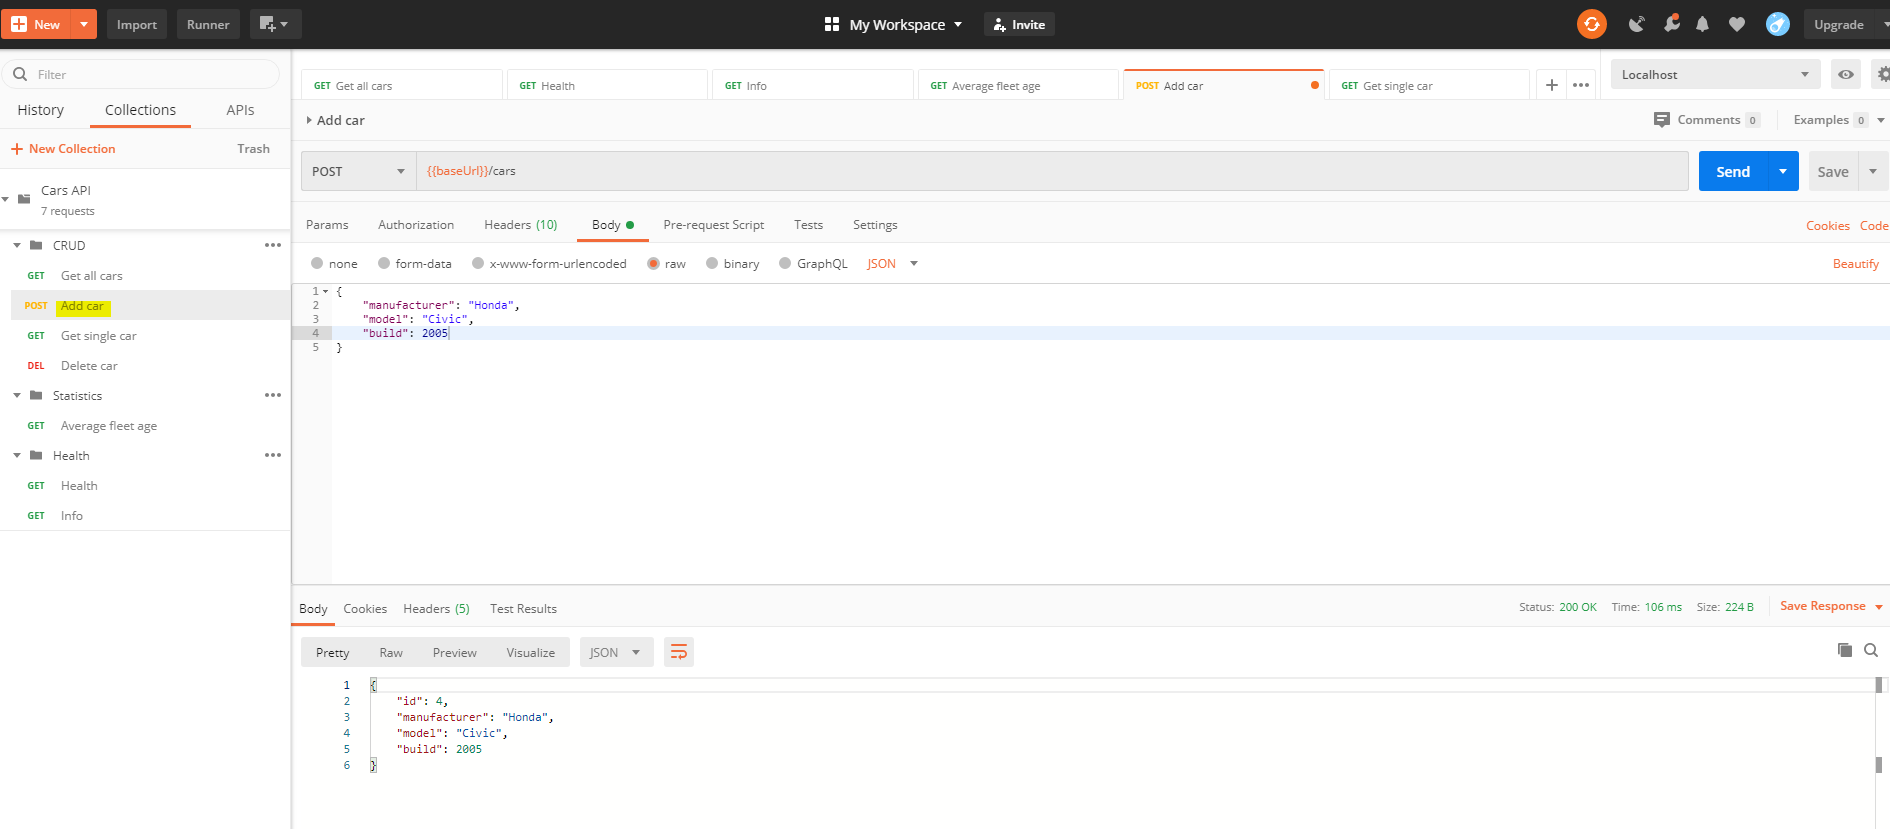 New Import Runner My Workspace Invite Upgrade
Filter
History Collections APIs
+ New Collection Trash
Cars API
7 requests
CRUD
GET Get all cars
POST Add car
GET Get single car
DEL Delete car
Statistics
GET Average fleet age
Health
GET Health
GET Info
GET Get all cars GET Health GET Info GET Average fleet age POST Add car GET Get single car Localhost
Add car Comments 0 Examples 0
POST {{baseUrl}}/cars Send Save
Params Authorization Headers (10) Body Pre-request Script Tests Settings Cookies Code
none form-data x-www-form-urlencoded raw binary GraphQL JSON Beautify
1 {
2 "manufacturer": "Honda",
3 "model": "Civic",
4 "build": 2005
5 }
Body Cookies Headers (5) Test Results Status: 200 OK Time: 106 ms Size: 224 B Save Response
Pretty Raw Preview Visualize JSON
1 {
2 "id": 4,
3 "manufacturer": "Honda",
4 "model": "Civic",
5 "build": 2005
6 }